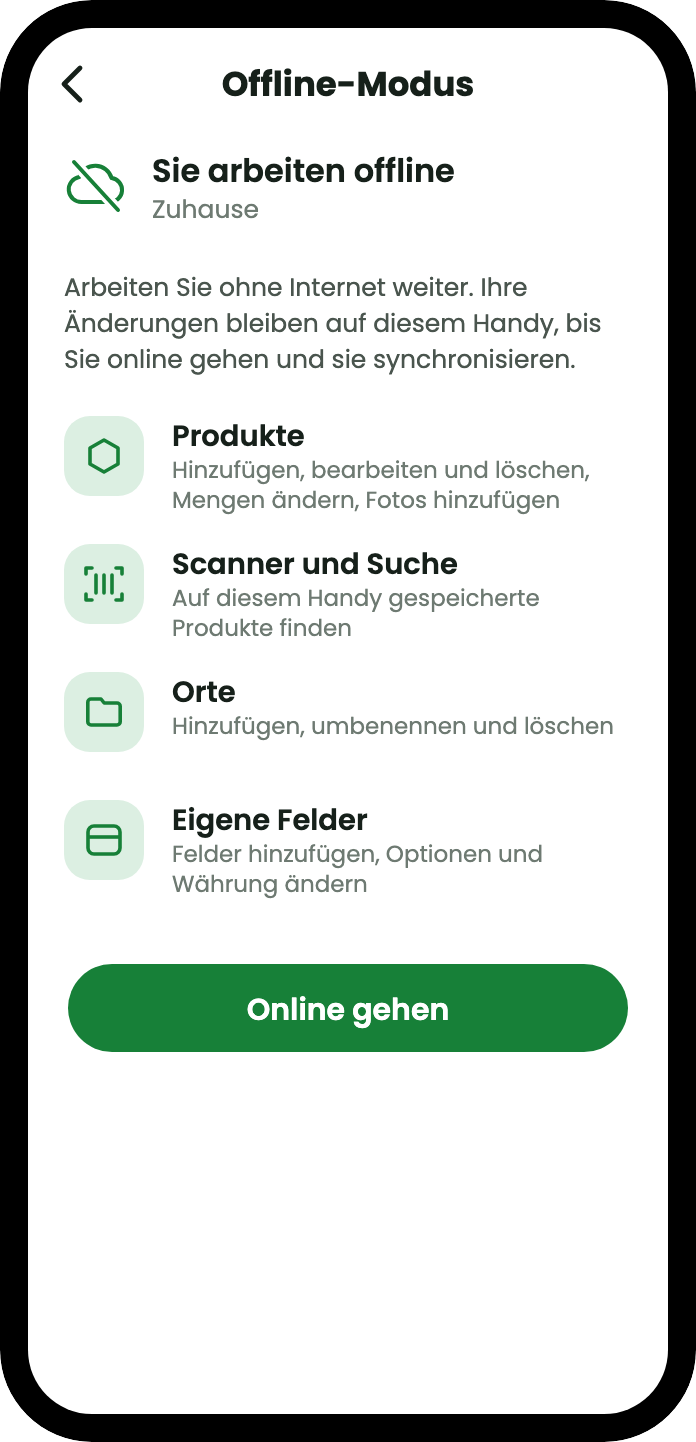 Offline-Modus
Sie arbeiten offline
Zuhause
Arbeiten Sie ohne Internet weiter. Ihre
Änderungen bleiben auf diesem Handy, bis
Sie online gehen und sie synchronisieren.
Produkte
Hinzufügen, bearbeiten und löschen,
Mengen ändern, Fotos hinzufügen
Scanner und Suche
Auf diesem Handy gespeicherte
Produkte finden
Orte
Hinzufügen, umbenennen und löschen
Eigene Felder
Felder hinzufügen, Optionen und
Währung ändern
Online gehen